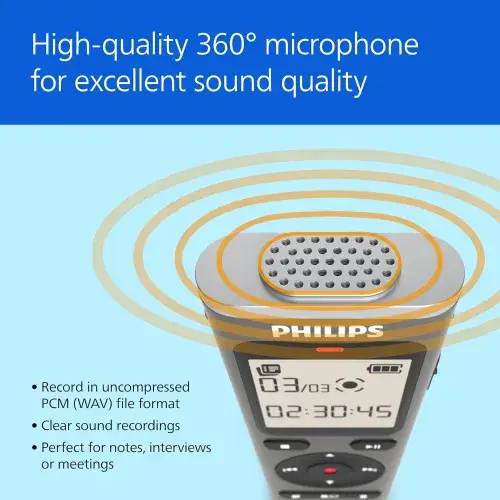 High-quality 360° microphone
for excellent sound quality
PHILIPS
03/03
02:30:45
• Record in uncompressed
PCM (WAV) file format
• Clear sound recordings
• Perfect for notes, interviews
or meetings